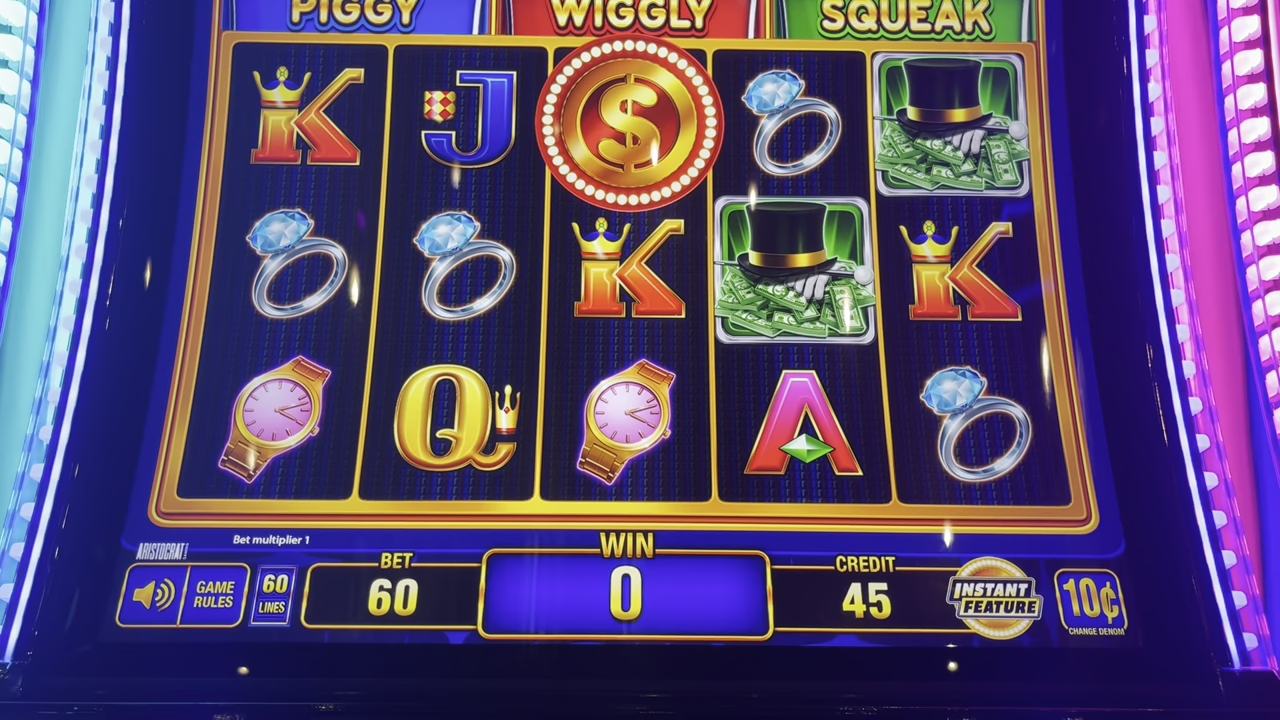 PIGGY
WIGGLY
SQUEAK
K
J
$
K
K
Q
A
ARISTOCRAT
Bet multiplier 1
GAME
RULES
60
LINES
BET
60
WIN
0
CREDIT
45
INSTANT
FEATURE
10¢
CHANGE DENOM